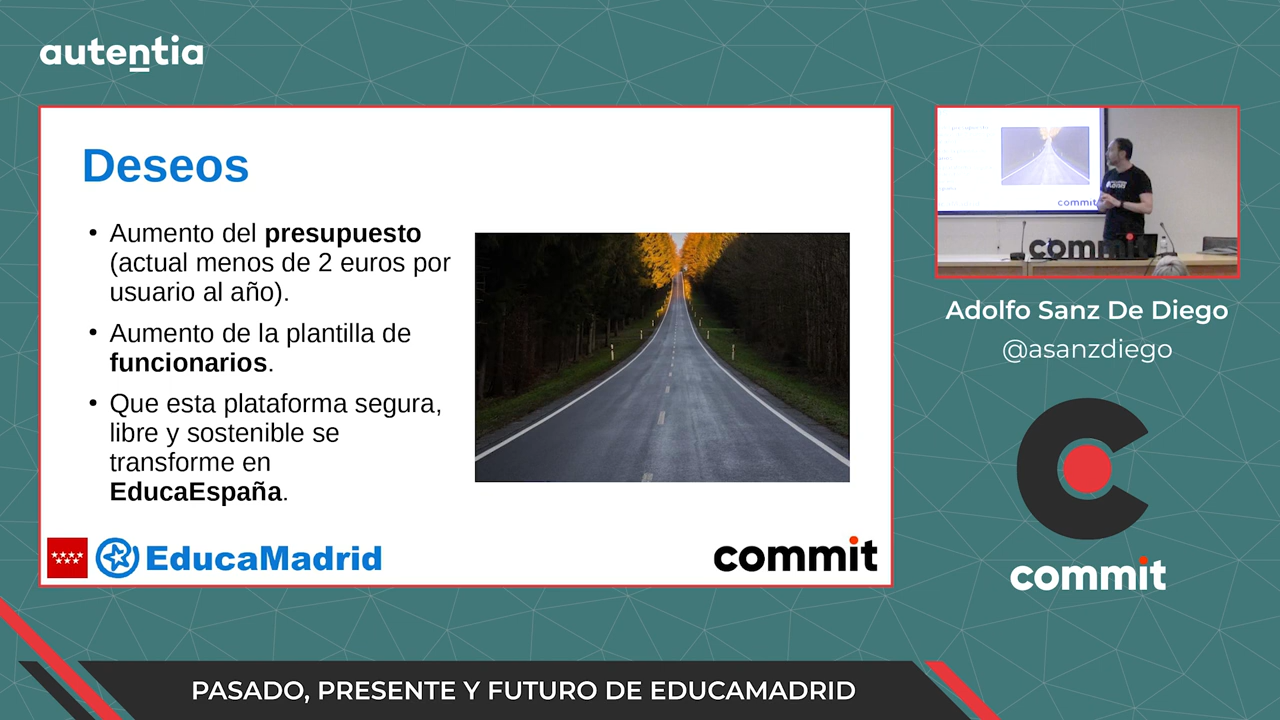 autentia
Deseos
• Aumento del presupuesto
(actual menos de 2 euros por
usuario al año).
• Aumento de la plantilla de
funcionarios.
• Que esta plataforma segura,
libre y sostenible se
transforme en
EducaEspaña.
EducaMadrid
commit
commit
commit
Adolfo Sanz De Diego
@asanzdiego
commit
PASADO, PRESENTE Y FUTURO DE EDUCAMADRID